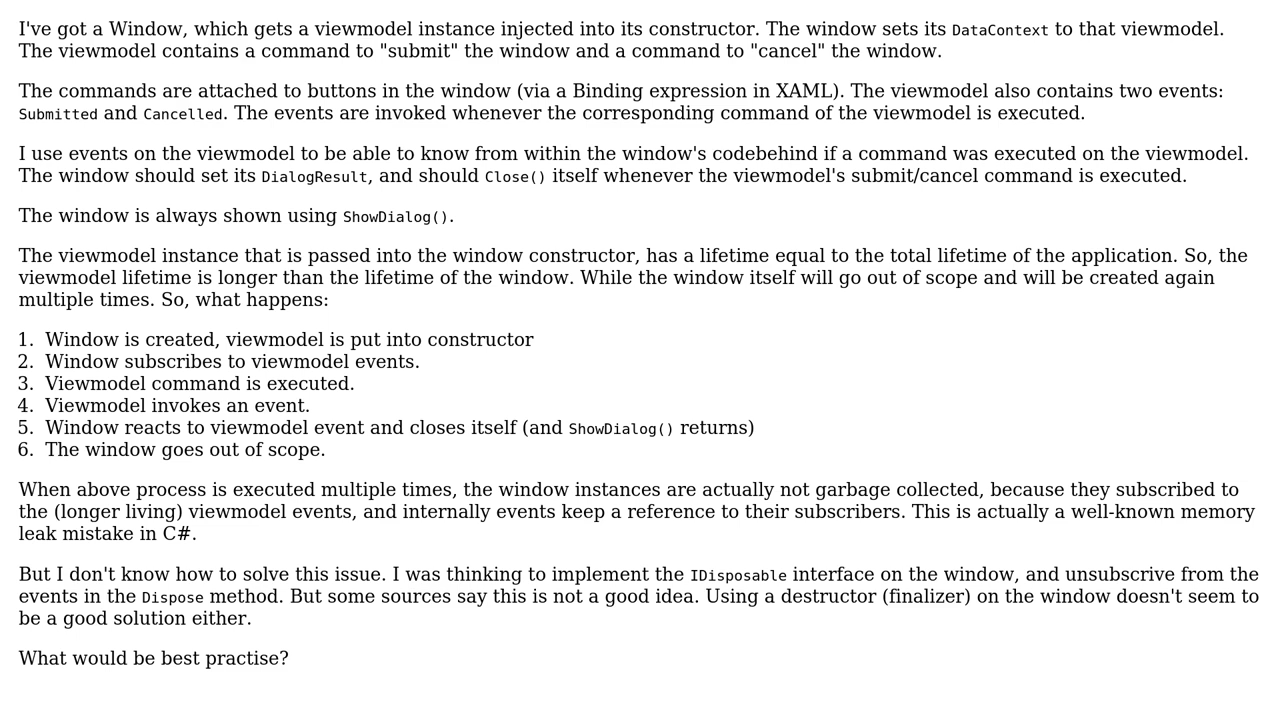 I've got a Window, which gets a viewmodel instance injected into its constructor. The window sets its DataContext to that viewmodel.
The viewmodel contains a command to "submit" the window and a command to "cancel" the window.
The commands are attached to buttons in the window (via a Binding expression in XAML). The viewmodel also contains two events:
Submitted and Cancelled. The events are invoked whenever the corresponding command of the viewmodel is executed.
I use events on the viewmodel to be able to know from within the window's codebehind if a command was executed on the viewmodel.
The window should set its DialogResult, and should Close() itself whenever the viewmodel's submit/cancel command is executed.
The window is always shown using ShowDialog().
The viewmodel instance that is passed into the window constructor, has a lifetime equal to the total lifetime of the application. So, the
viewmodel lifetime is longer than the lifetime of the window. While the window itself will go out of scope and will be created again
multiple times. So, what happens:
1. Window is created, viewmodel is put into constructor
2. Window subscribes to viewmodel events.
3. Viewmodel command is executed.
4. Viewmodel invokes an event.
5. Window reacts to viewmodel event and closes itself (and ShowDialog() returns)
6. The window goes out of scope.
When above process is executed multiple times, the window instances are actually not garbage collected, because they subscribed to
the (longer living) viewmodel events, and internally events keep a reference to their subscribers. This is actually a well-known memory
leak mistake in C#.
But I don't know how to solve this issue. I was thinking to implement the IDisposable interface on the window, and unsubscrive from the
events in the Dispose method. But some sources say this is not a good idea. Using a destructor (finalizer) on the window doesn't seem to
be a good solution either.
What would be best practise?